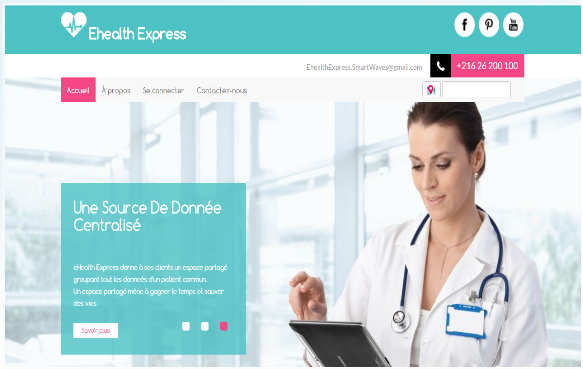 Ehealth Express
EhealthExpress.SmartWaves@gmail.com
+216 26 200 100
Accueil À propos Se connecter Contactez-nous
Une Source De Donnée
Centralisé
eHealth Express donne à ses clients un espace partagé
groupant tout les donneés d'un patient commun.
Un espace partagé mène à gagner le temps et sauver
des vies
Savoir plus